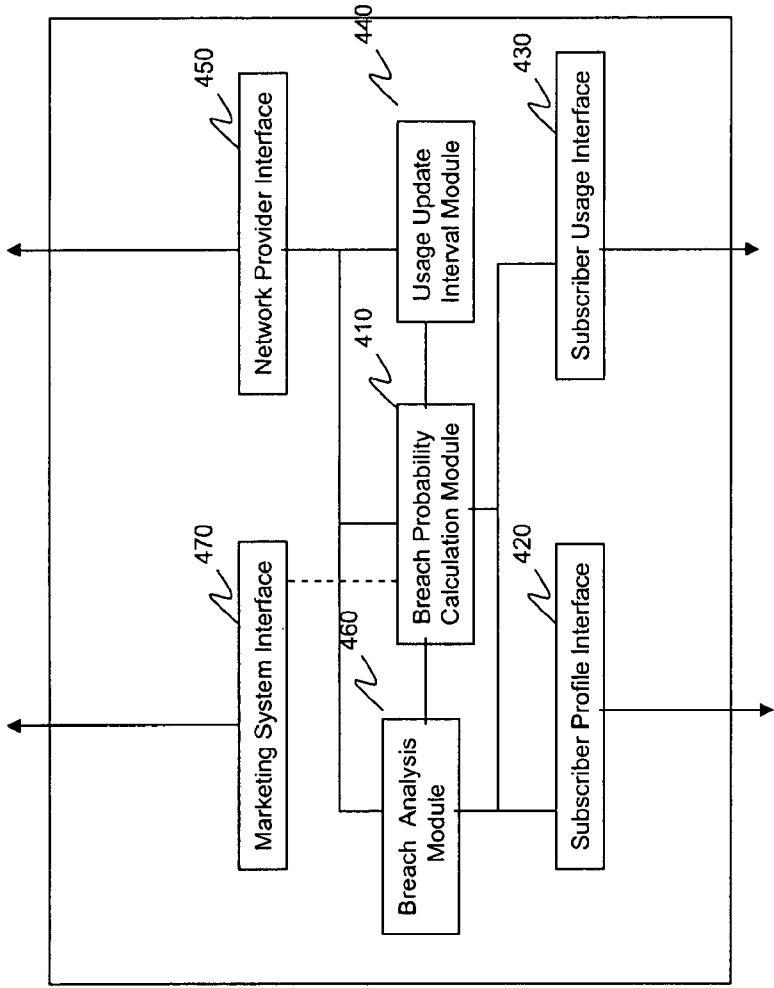 470
Marketing System Interface
450
Network Provider Interface
460
Breach Analysis
Module
410
Breach Probability
Calculation Module
440
Usage Update
Interval Module
420
Subscriber Profile Interface
430
Subscriber Usage Interface